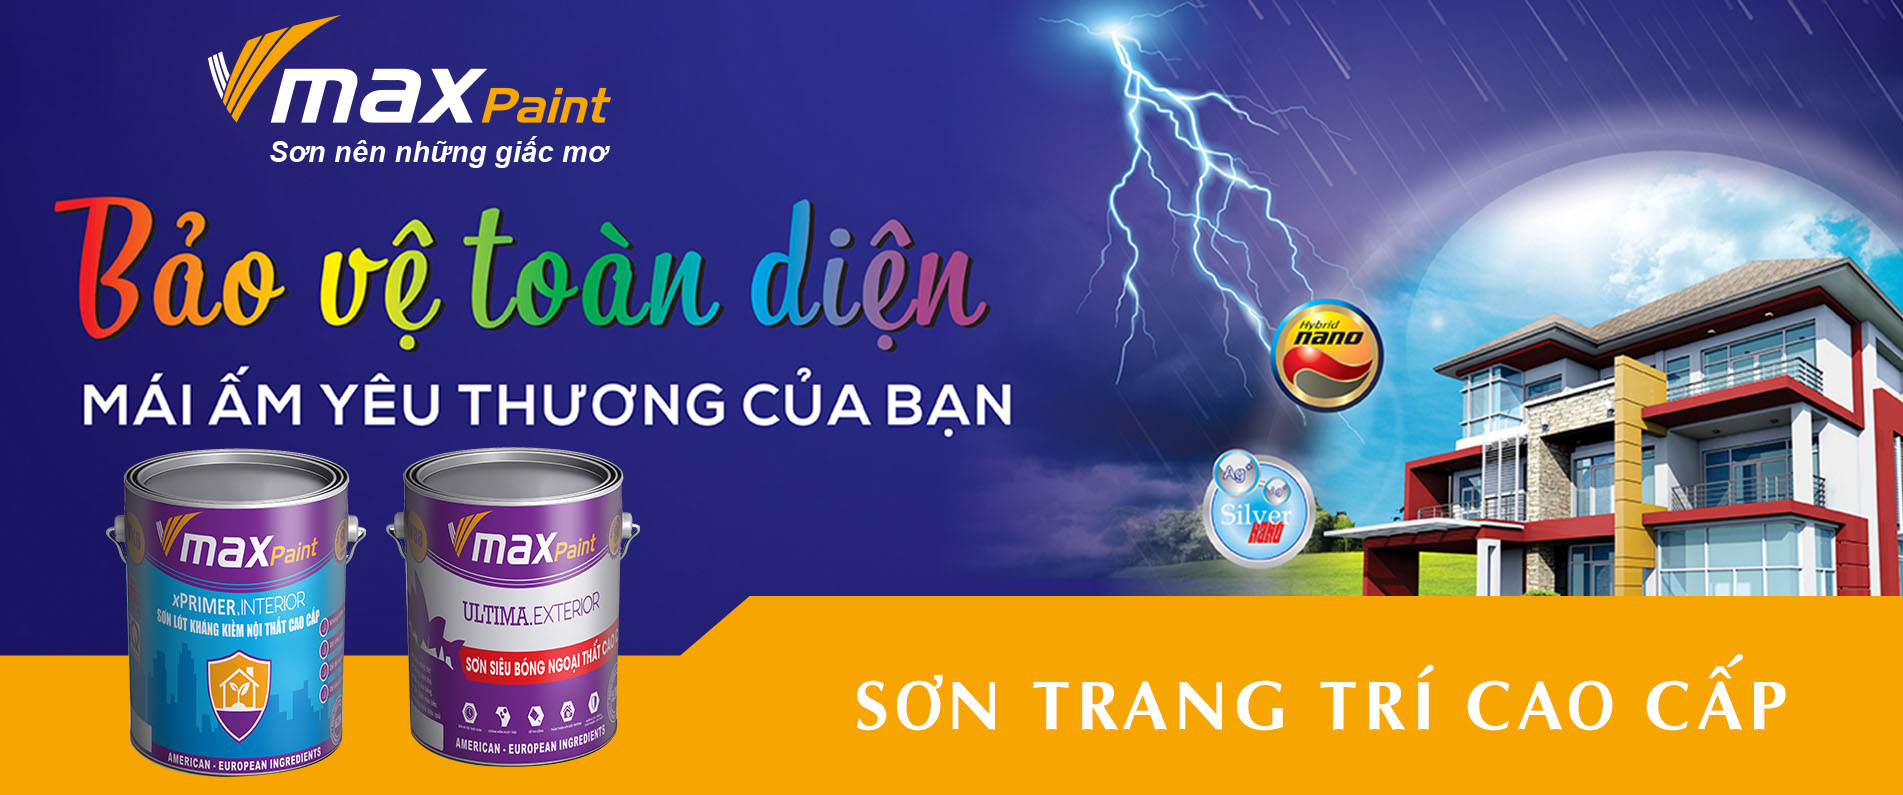 Vmax Paint
Sơn nên những giấc mơ
Bảo vệ toàn diện
MÁI ẤM YÊU THƯƠNG CỦA BẠN
Hybrid
nano
Ag+
Silver
nano
Vmax Paint
xPRIMER.INTERIOR
SƠN LÓT KHÁNG KIỀM NỘI THẤT CAO CẤP
AMERICAN - EUROPEAN INGREDIENTS
Vmax Paint
ULTIMA.EXTERIOR
SƠN SIÊU BÓNG NGOẠI THẤT CAO
AMERICAN - EUROPEAN INGREDIENTS
SƠN TRANG TRÍ CAO CẤP